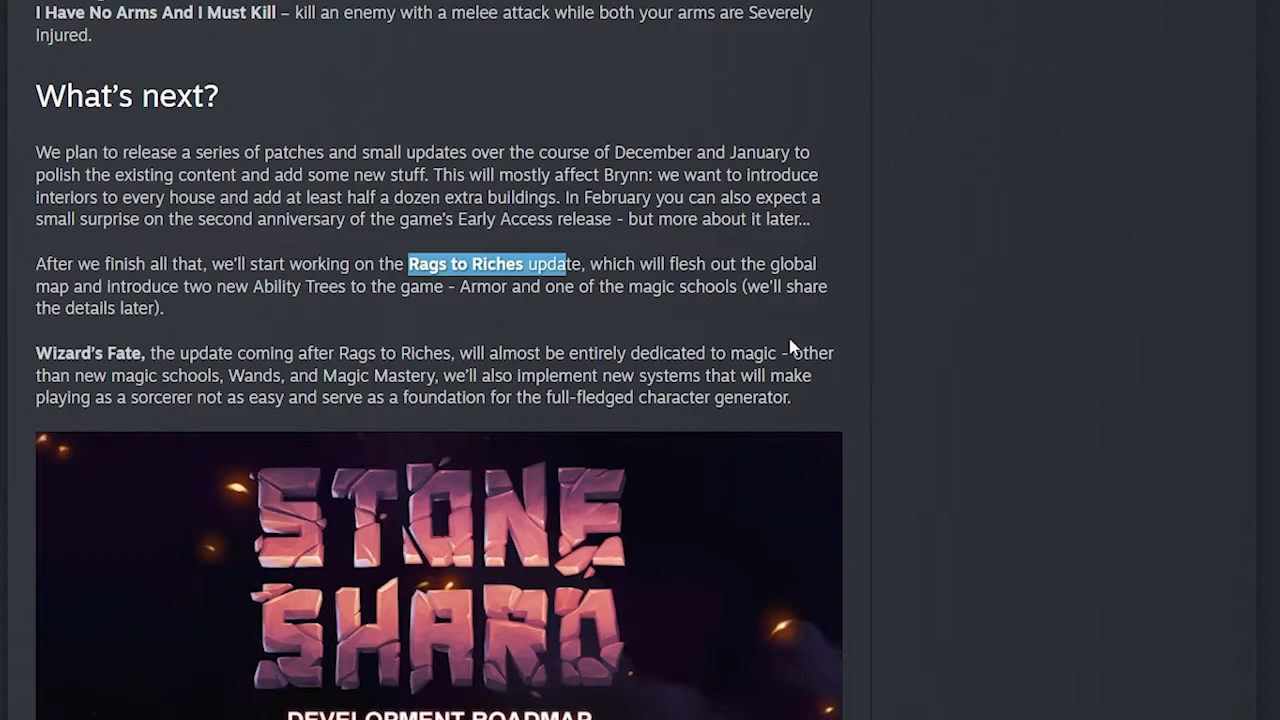 I Have No Arms And I Must Kill – kill an enemy with a melee attack while both your arms are Severely
Injured.
What's next?
We plan to release a series of patches and small updates over the course of December and January to
polish the existing content and add some new stuff. This will mostly affect Brynn: we want to introduce
interiors to every house and add at least half a dozen extra buildings. In February you can also expect a
small surprise on the second anniversary of the game's Early Access release - but more about it later...
After we finish all that, we'll start working on the Rags to Riches update, which will flesh out the global
map and introduce two new Ability Trees to the game - Armor and one of the magic schools (we'll share
the details later).
Wizard's Fate, the update coming after Rags to Riches, will almost be entirely dedicated to magic - other
than new magic schools, Wands, and Magic Mastery, we'll also implement new systems that will make
playing as a sorcerer not as easy and serve as a foundation for the full-fledged character generator.
STONE
SHARD
DEVELOPMENT ROADMAP